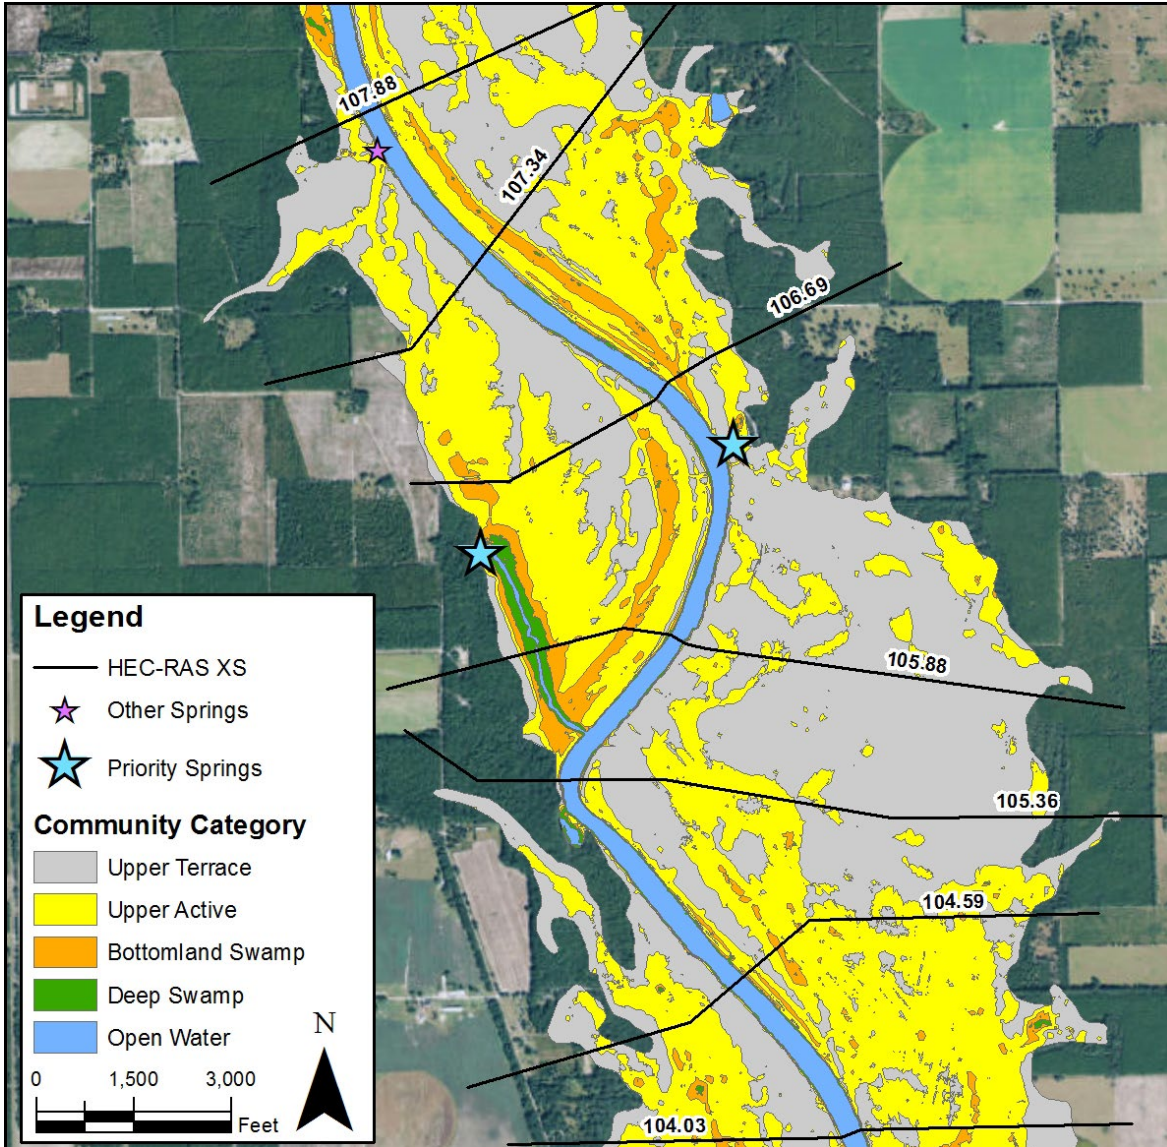 107.88
107.34
106.69
105.88
105.36
104.59
104.03
Legend
HEC-RAS XS
Other Springs
Priority Springs
Community Category
Upper Terrace
Upper Active
Bottomland Swamp
Deep Swamp
Open Water
N
0 1,500 3,000
Feet